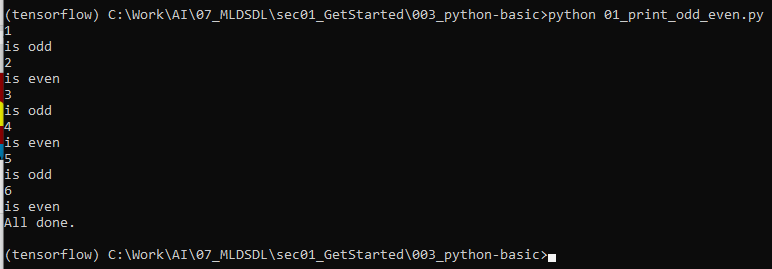 (tensorflow) C:\Work\AI\07_MLDSDL\sec01_GetStarted\003_python-basic>python 01_print_odd_even.py
1
is odd
2
is even
3
is odd
4
is even
5
is odd
6
is even
All done.
(tensorflow) C:\Work\AI\07_MLDSDL\sec01_GetStarted\003_python-basic>